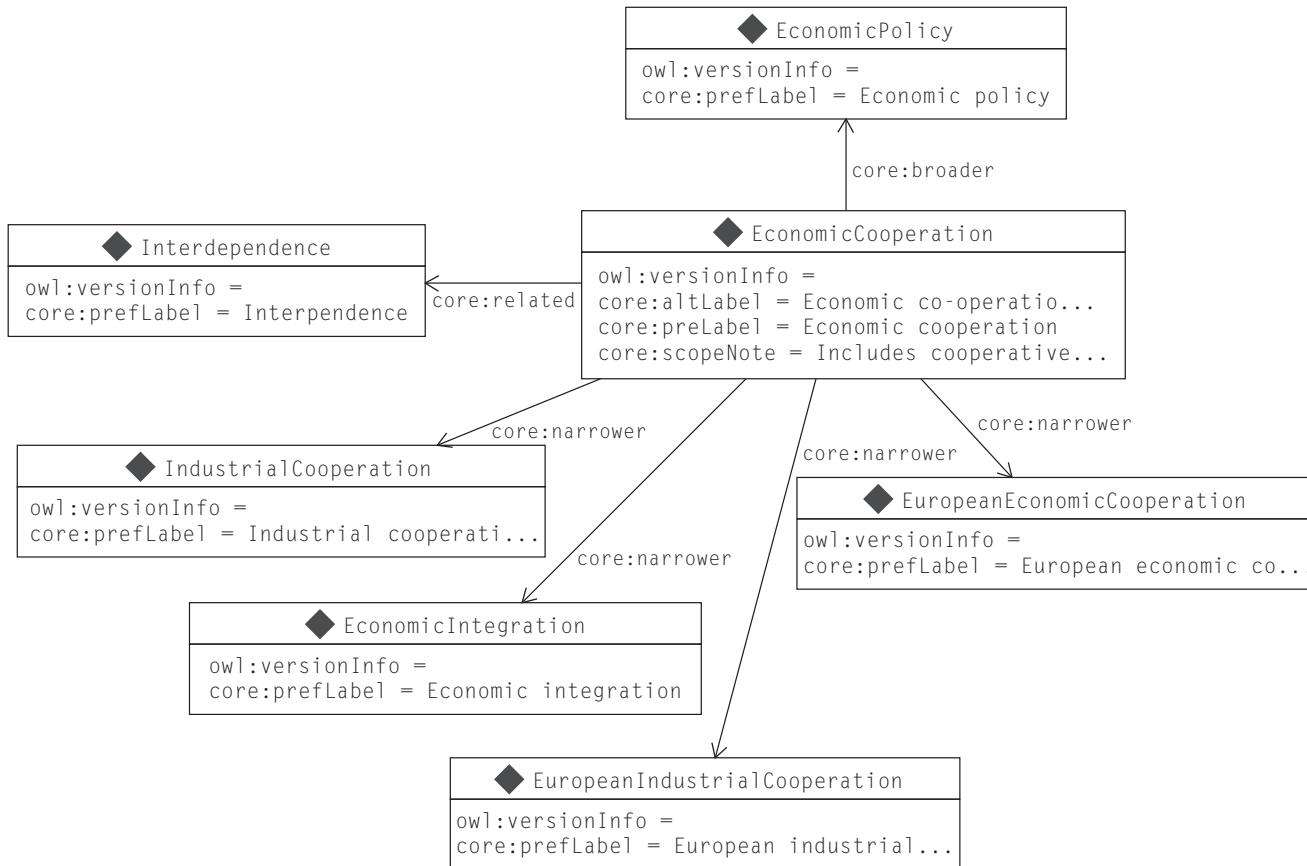 EconomicPolicy
owl:versionInfo =
core:prefLabel = Economic policy
core:broader
EconomicCooperation
owl:versionInfo =
core:altLabel = Economic co-operatio...
core:preLabel = Economic cooperation
core:scopeNote = Includes cooperative...
Interdependence
owl:versionInfo =
core:prefLabel = Interpendence
core:related
core:narrower
core:narrower
core:narrower
core:narrower
IndustrialCooperation
owl:versionInfo =
core:prefLabel = Industrial cooperati...
EuropeanEconomicCooperation
owl:versionInfo =
core:prefLabel = European economic co...
EconomicIntegration
owl:versionInfo =
core:prefLabel = Economic integration
EuropeanIndustrialCooperation
owl:versionInfo =
core:prefLabel = European industrial...